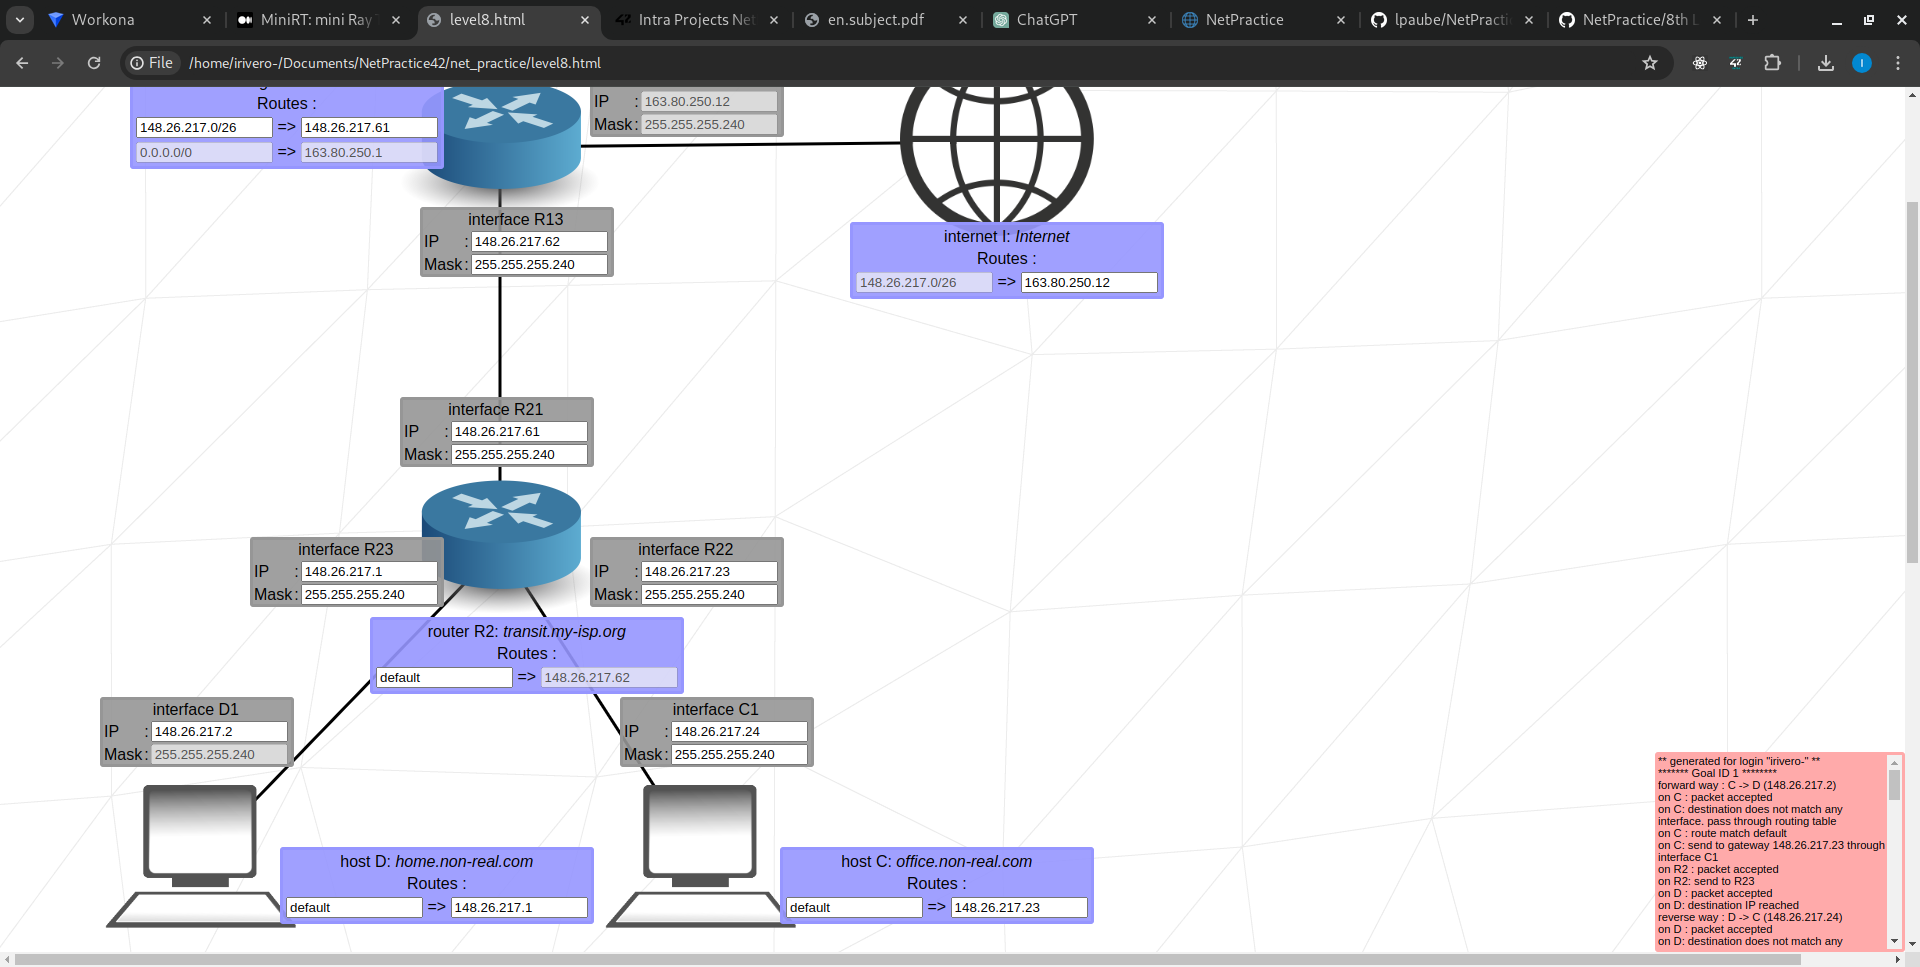 Workona
MiniRT: mini Ray T
level8.html
Intra Projects Net
en.subject.pdf
ChatGPT
NetPractice
lpaube/NetPracti
NetPractice/8th L
File
/home/irivero-/Documents/NetPractice42/net_practice/level8.html
Routes :
148.26.217.0/26 => 148.26.217.61
0.0.0.0/0 => 163.80.250.1
IP : 163.80.250.12
Mask : 255.255.255.240
interface R13
IP : 148.26.217.62
Mask : 255.255.255.240
internet I: Internet
Routes :
148.26.217.0/26 => 163.80.250.12
interface R21
IP : 148.26.217.61
Mask : 255.255.255.240
interface R23
IP : 148.26.217.1
Mask : 255.255.255.240
interface R22
IP : 148.26.217.23
Mask : 255.255.255.240
router R2: transit.my-isp.org
Routes :
default => 148.26.217.62
interface D1
IP : 148.26.217.2
Mask : 255.255.255.240
interface C1
IP : 148.26.217.24
Mask : 255.255.255.240
host D: home.non-real.com
Routes :
default => 148.26.217.1
host C: office.non-real.com
Routes :
default => 148.26.217.23
** generated for login "irivero-" **
******* Goal ID 1 ********
forward way : C -> D (148.26.217.2)
on C : packet accepted
on C: destination does not match any
interface. pass through routing table
on C : route match default
on C: send to gateway 148.26.217.23 through
interface C1
on R2 : packet accepted
on R2: send to R23
on D : packet accepted
on D: destination IP reached
reverse way : D -> C (148.26.217.24)
on D : packet accepted
on D: destination does not match any